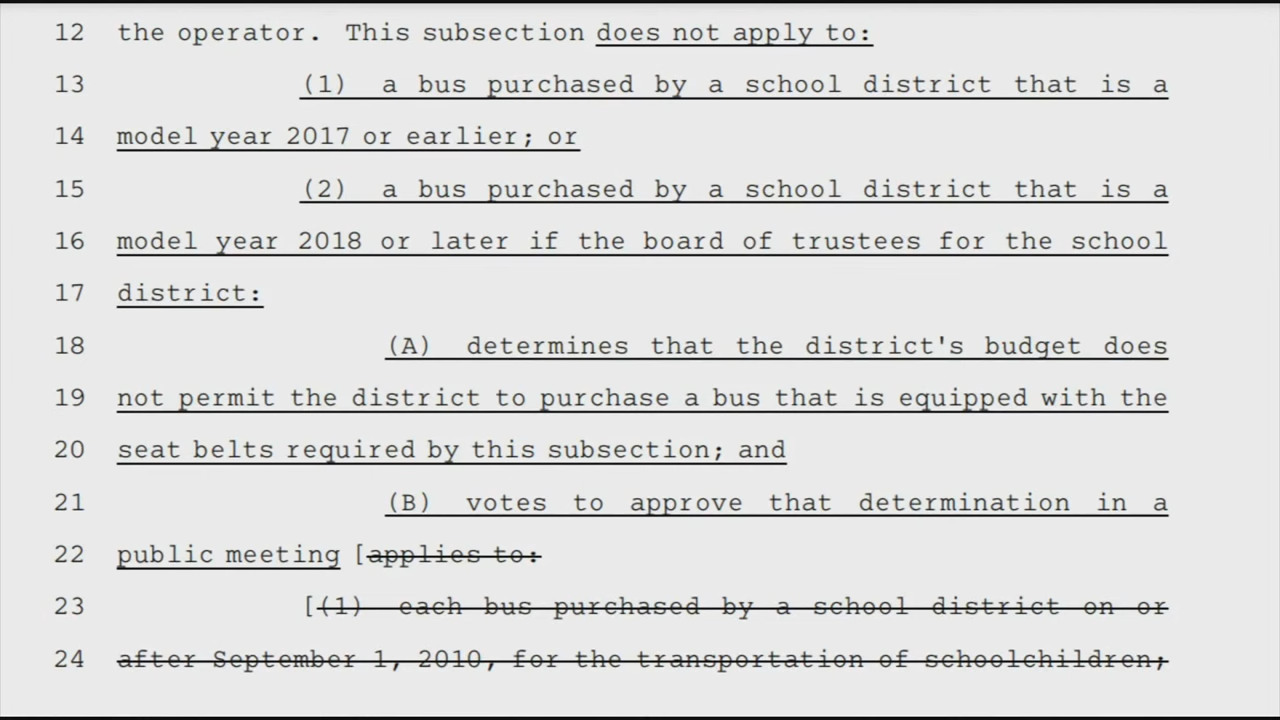 12 the operator. This subsection does not apply to:
13 (1) a bus purchased by a school district that is a
14 model year 2017 or earlier; or
15 (2) a bus purchased by a school district that is a
16 model year 2018 or later if the board of trustees for the school
17 district:
18 (A) determines that the district's budget does
19 not permit the district to purchase a bus that is equipped with the
20 seat belts required by this subsection; and
21 (B) votes to approve that determination in a
22 public meeting [applies to:
23 [(1) each bus purchased by a school district on or
24 after September 1, 2010, for the transportation of schoolchildren;